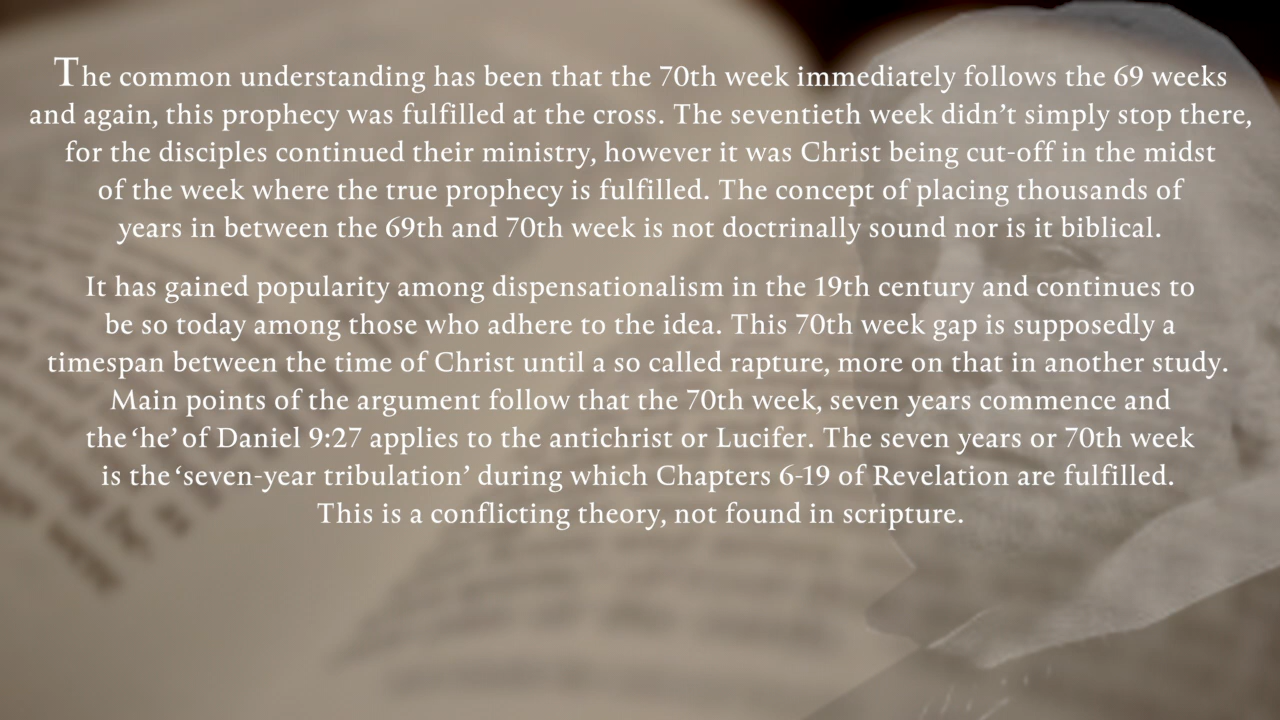 The common understanding has been that the 70th week immediately follows the 69 weeks
and again, this prophecy was fulfilled at the cross. The seventieth week didn’t simply stop there,
for the disciples continued their ministry, however it was Christ being cut-off in the midst
of the week where the true prophecy is fulfilled. The concept of placing thousands of
years in between the 69th and 70th week is not doctrinally sound nor is it biblical.
It has gained popularity among dispensationalism in the 19th century and continues to
be so today among those who adhere to the idea. This 70th week gap is supposedly a
timespan between the time of Christ until a so called rapture, more on that in another study.
Main points of the argument follow that the 70th week, seven years commence and
the ‘he’ of Daniel 9:27 applies to the antichrist or Lucifer. The seven years or 70th week
is the ‘seven-year tribulation’ during which Chapters 6-19 of Revelation are fulfilled.
This is a conflicting theory, not found in scripture.